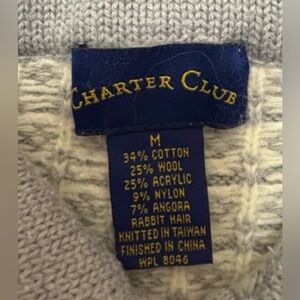 CHARTER CLUB
M
34% COTTON
25% WOOL
25% ACRYLIC
9% NYLON
7% ANGORA
RABBIT HAIR
KNITTED IN TAIWAN
FINISHED IN CHINA
WPL 8046